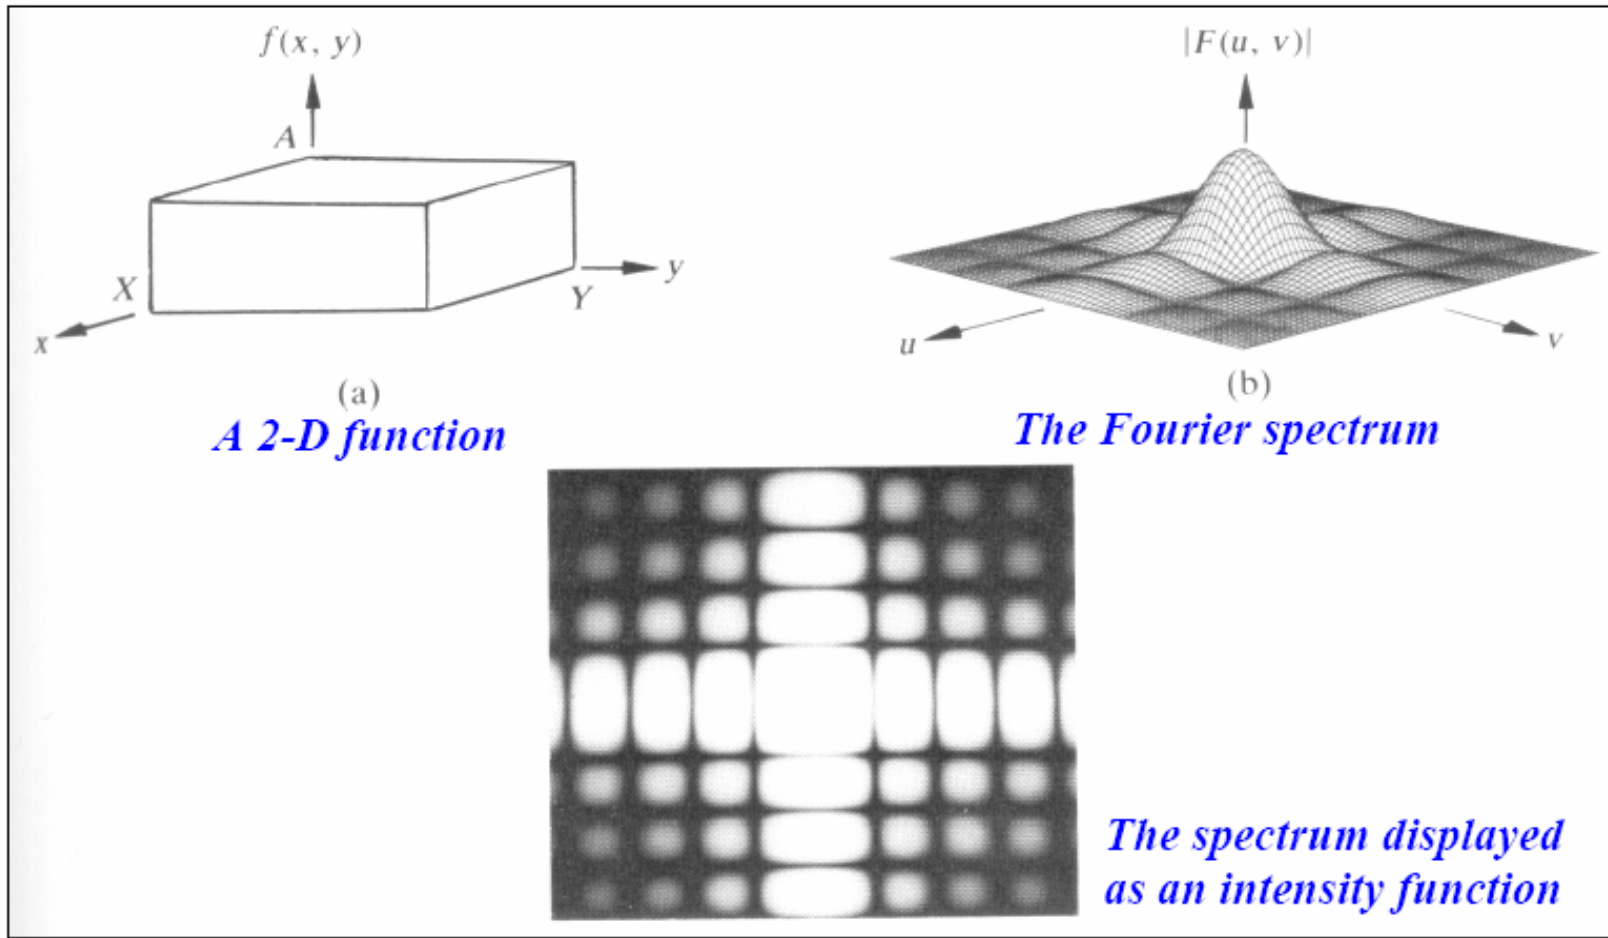 f(x, y)
A
X
x
Y
y
(a)
A 2-D function
|F(u, v)|
u
v
(b)
The Fourier spectrum
The spectrum displayed
as an intensity function